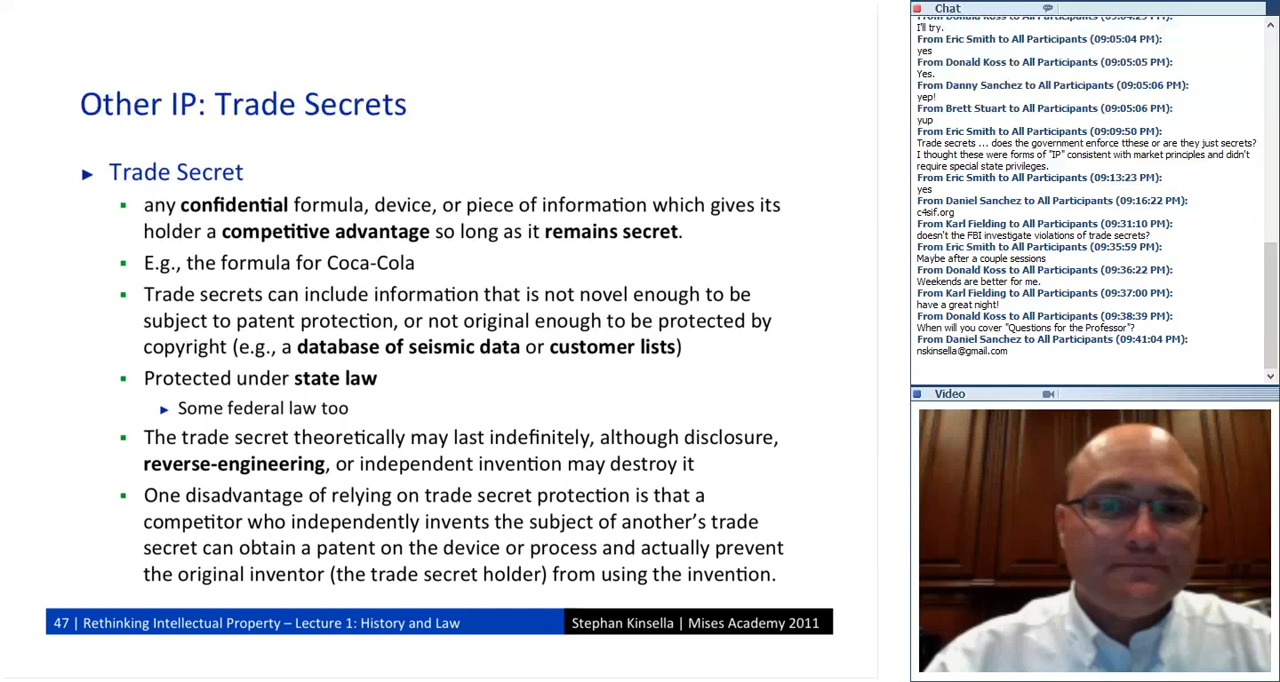 Other IP: Trade Secrets
► Trade Secret
▪ any confidential formula, device, or piece of information which gives its
holder a competitive advantage so long as it remains secret.
▪ E.g., the formula for Coca-Cola
▪ Trade secrets can include information that is not novel enough to be
subject to patent protection, or not original enough to be protected by
copyright (e.g., a database of seismic data or customer lists)
▪ Protected under state law
► Some federal law too
▪ The trade secret theoretically may last indefinitely, although disclosure,
reverse-engineering, or independent invention may destroy it
▪ One disadvantage of relying on trade secret protection is that a
competitor who independently invents the subject of another's trade
secret can obtain a patent on the device or process and actually prevent
the original inventor (the trade secret holder) from using the invention.
47 | Rethinking Intellectual Property – Lecture 1: History and Law
Stephan Kinsella | Mises Academy 2011
Chat
From Donald Koss to All Participants
I'll try.
From Eric Smith to All Participants (09:05:04 PM):
yes
From Donald Koss to All Participants (09:05:05 PM):
Yes.
From Danny Sanchez to All Participants (09:05:06 PM):
yep!
From Brett Stuart to All Participants (09:05:06 PM):
yup
From Eric Smith to All Participants (09:09:50 PM):
Trade secrets ... does the government enforce tthese or are they just secrets?
I thought these were forms of "IP" consistent with market principles and didn't
require special state privileges.
From Eric Smith to All Participants (09:13:23 PM):
yes
From Daniel Sanchez to All Participants (09:16:22 PM):
c4sif.org
From Karl Fielding to All Participants (09:31:10 PM):
doesn't the FBI investigate violations of trade secrets?
From Eric Smith to All Participants (09:35:59 PM):
Maybe after a couple sessions
From Donald Koss to All Participants (09:36:22 PM):
Weekends are better for me.
From Karl Fielding to All Participants (09:37:00 PM):
have a great night!
From Donald Koss to All Participants (09:38:39 PM):
When will you cover "Questions for the Professor"?
From Daniel Sanchez to All Participants (09:41:04 PM):
nskinsella@gmail.com
Video